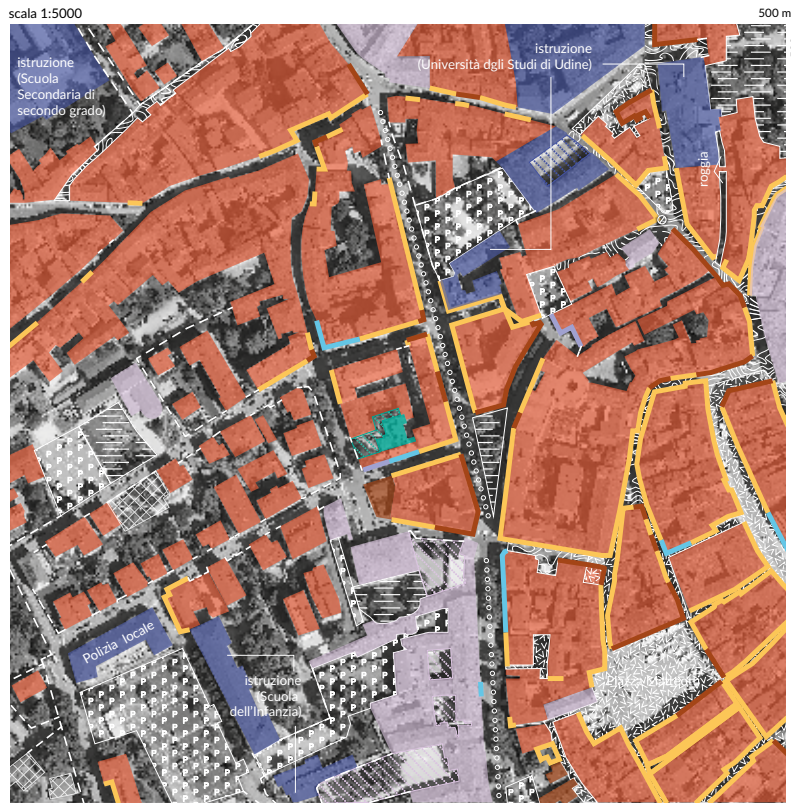 scala 1:5000
500 m
istruzione
(Scuola
Secondaria di
secondo grado)
istruzione
(Università dgli Studi di Udine)
roggia
Polizia locale
istruzione
(Scuola
dell'Infanzia)